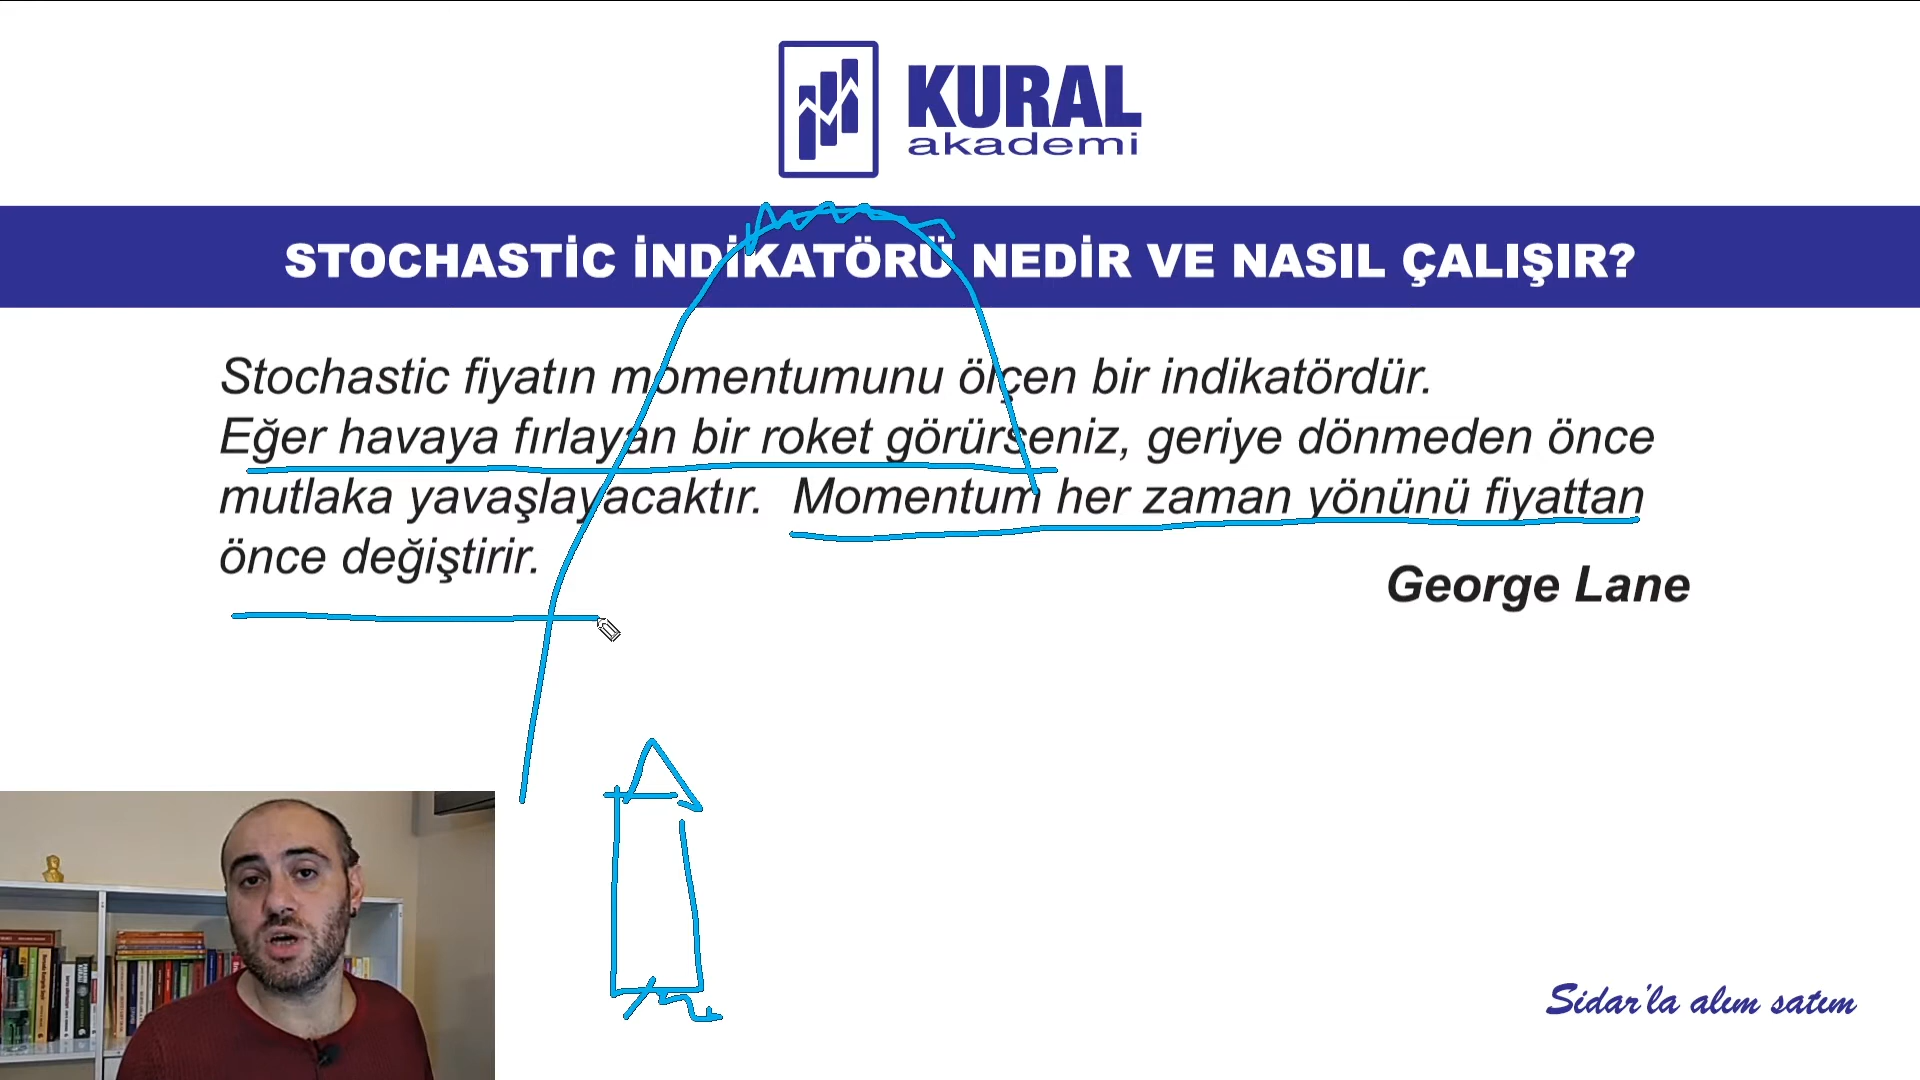 KURAL
akademi
STOCHASTİC İNDİKATÖRÜ NEDİR VE NASIL ÇALIŞIR?
Stochastic fiyatın momentumunu ölçen bir indikatördür.
Eğer havaya fırlayan bir roket görürseniz, geriye dönmeden önce
mutlaka yavaşlayacaktır. Momentum her zaman yönünü fiyattan
önce değiştirir.
George Lane
Sidar'la alım satım